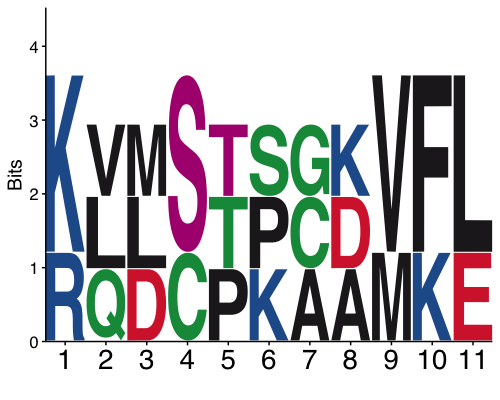 4
3
2
1
0
Bits
K V M S T S G K V F L
L L T P C D
R Q D C P K A A M K E
1 2 3 4 5 6 7 8 9 10 11